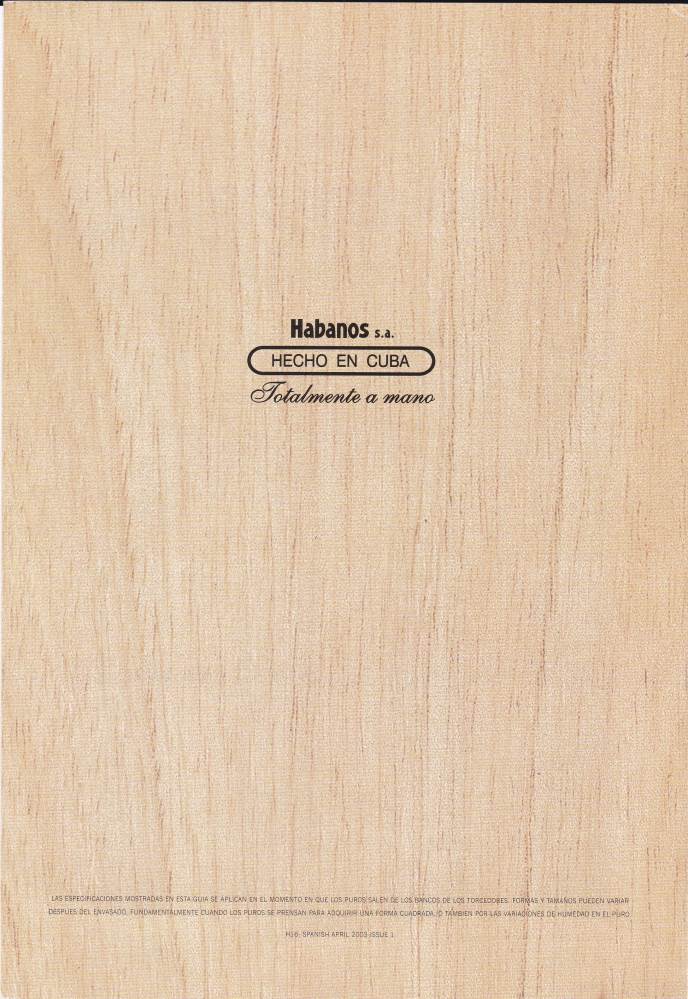 Habanos s.a.
HECHO EN CUBA
Totalmente a mano
LAS ESPECIFICACIONES MOSTRADAS EN ESTA GUIA SE APLICAN EN EL MOMENTO EN QUE LOS PUROS SALEN DE LOS BANCOS DE LOS TORCEDORES. FORMAS Y TAMAÑOS PUEDEN VARIAR
DESPUES DEL ENVASADO, FUNDAMENTALMENTE CUANDO LOS PUROS SE PRENSAN PARA ADQUIRIR UNA FORMA CUADRADA, O TAMBIEN POR LAS VARIACIONES DE HUMEDAD EN EL PURO
H16: SPANISH APRIL 2003 ISSUE 1